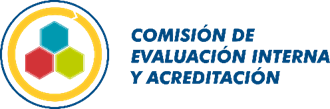 COMISIÓN DE
EVALUACIÓN INTERNA
Y ACREDITACIÓN